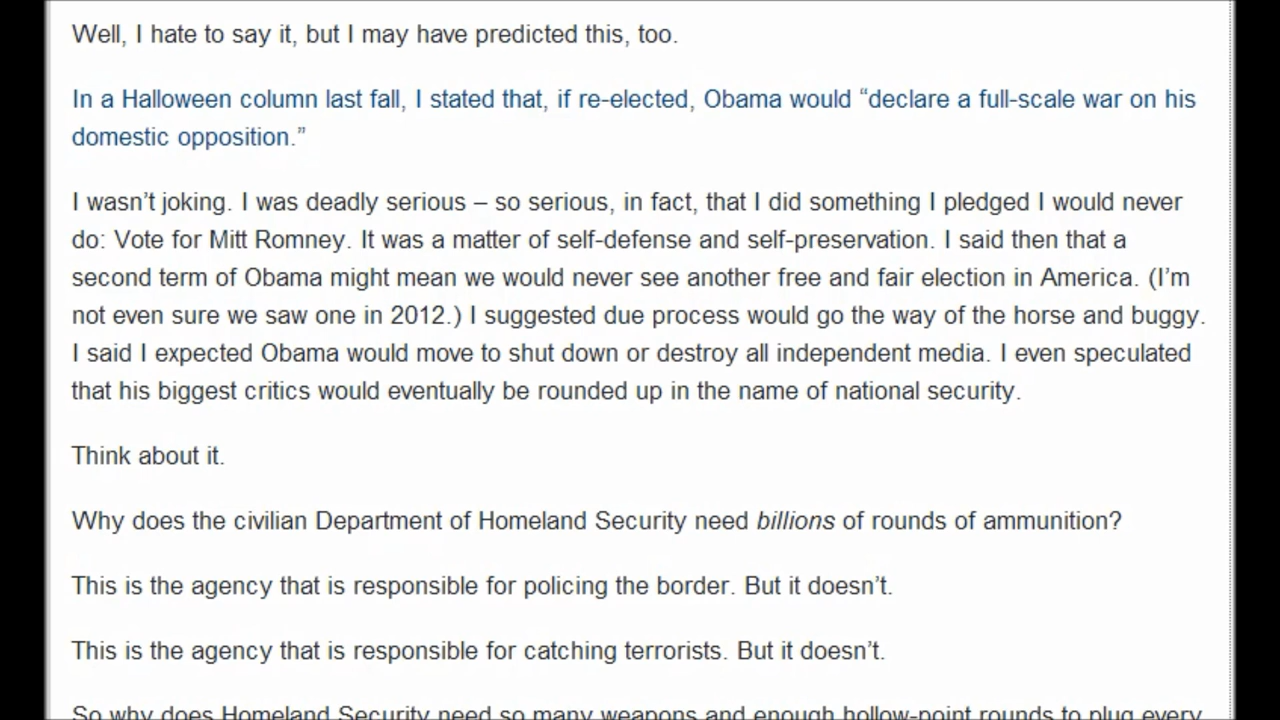 Well, I hate to say it, but I may have predicted this, too.
In a Halloween column last fall, I stated that, if re-elected, Obama would “declare a full-scale war on his
domestic opposition.”
I wasn’t joking. I was deadly serious – so serious, in fact, that I did something I pledged I would never
do: Vote for Mitt Romney. It was a matter of self-defense and self-preservation. I said then that a
second term of Obama might mean we would never see another free and fair election in America. (I’m
not even sure we saw one in 2012.) I suggested due process would go the way of the horse and buggy.
I said I expected Obama would move to shut down or destroy all independent media. I even speculated
that his biggest critics would eventually be rounded up in the name of national security.
Think about it.
Why does the civilian Department of Homeland Security need billions of rounds of ammunition?
This is the agency that is responsible for policing the border. But it doesn’t.
This is the agency that is responsible for catching terrorists. But it doesn’t.
So why does Homeland Security need so many weapons and enough hollow-point rounds to plug every